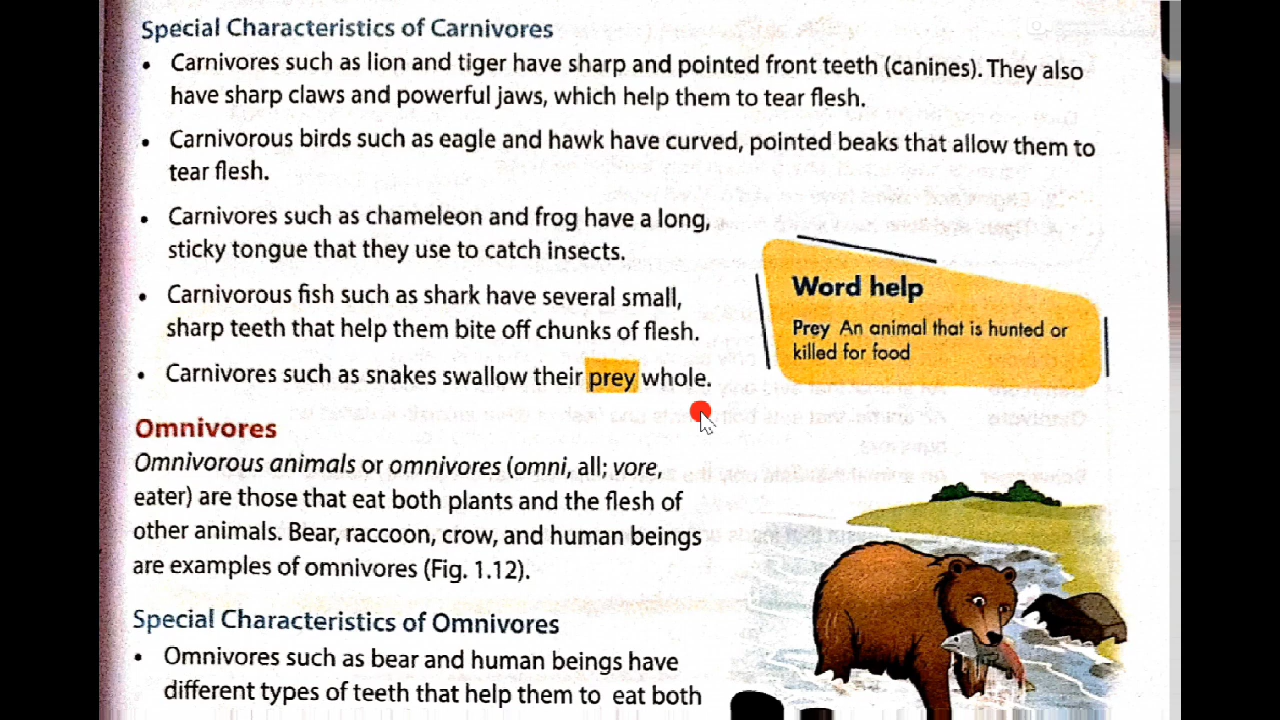 Special Characteristics of Carnivores
• Carnivores such as lion and tiger have sharp and pointed front teeth (canines). They also
have sharp claws and powerful jaws, which help them to tear flesh.
• Carnivorous birds such as eagle and hawk have curved, pointed beaks that allow them to
tear flesh.
• Carnivores such as chameleon and frog have a long,
sticky tongue that they use to catch insects.
• Carnivorous fish such as shark have several small,
sharp teeth that help them bite off chunks of flesh.
• Carnivores such as snakes swallow their prey whole.
Word help
Prey An animal that is hunted or
killed for food
Omnivores
Omnivorous animals or omnivores (omni, all; vore,
eater) are those that eat both plants and the flesh of
other animals. Bear, raccoon, crow, and human beings
are examples of omnivores (Fig. 1.12).
Special Characteristics of Omnivores
• Omnivores such as bear and human beings have
different types of teeth that help them to eat both